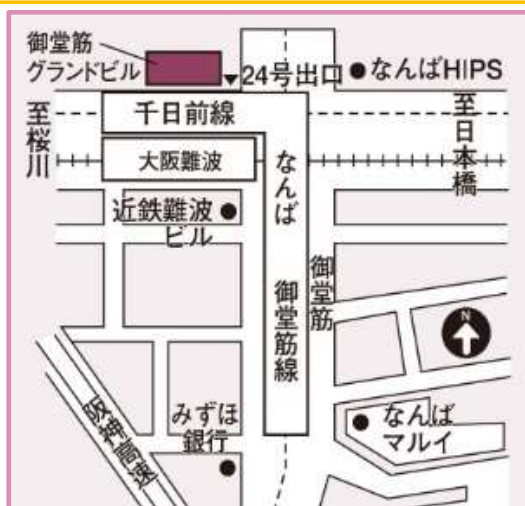 御堂筋
グランドビル
24号出口
なんばHIPS
至桜川
千日前線
至日本橋
大阪難波
なんば
近鉄難波
ビル
御堂筋
御堂筋線
N
阪神高速
みずほ
銀行
なんば
マルイ